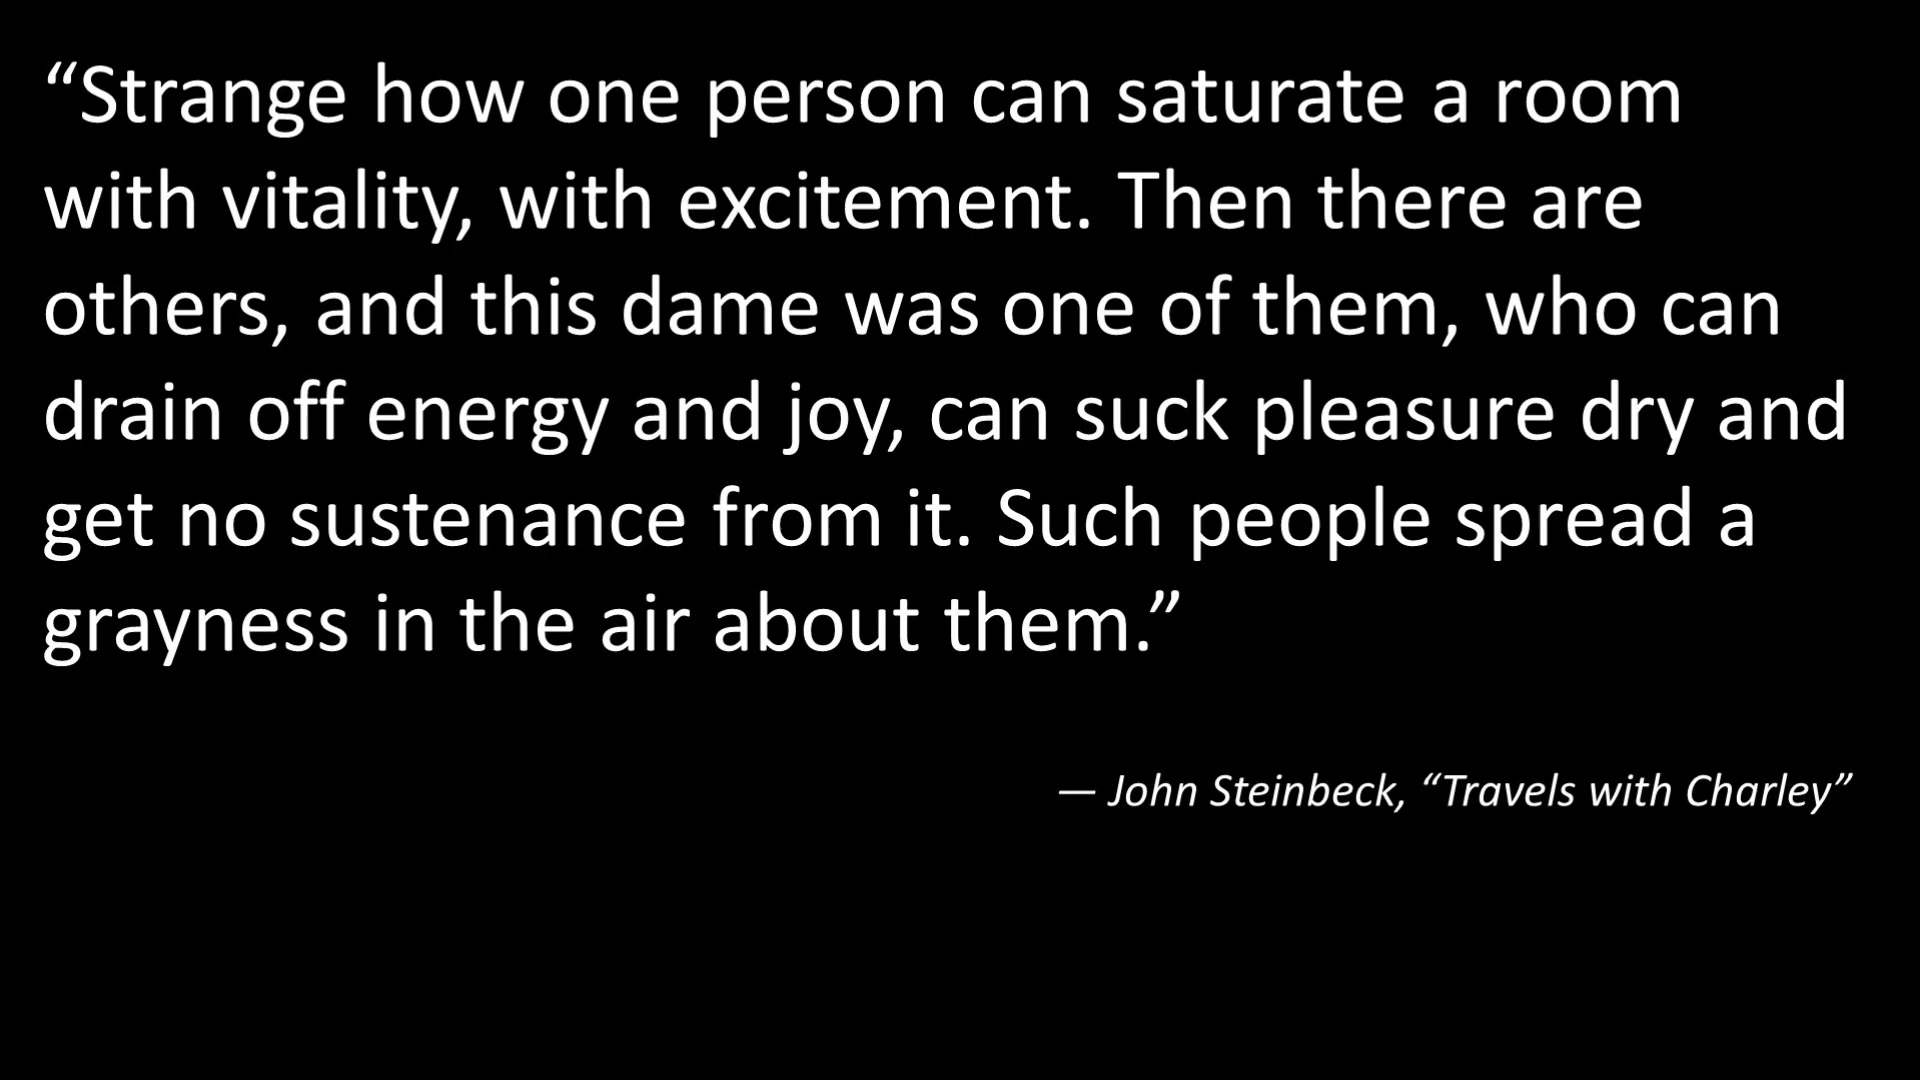 “Strange how one person can saturate a room
with vitality, with excitement. Then there are
others, and this dame was one of them, who can
drain off energy and joy, can suck pleasure dry and
get no sustenance from it. Such people spread a
grayness in the air about them.”
— John Steinbeck, “Travels with Charley”